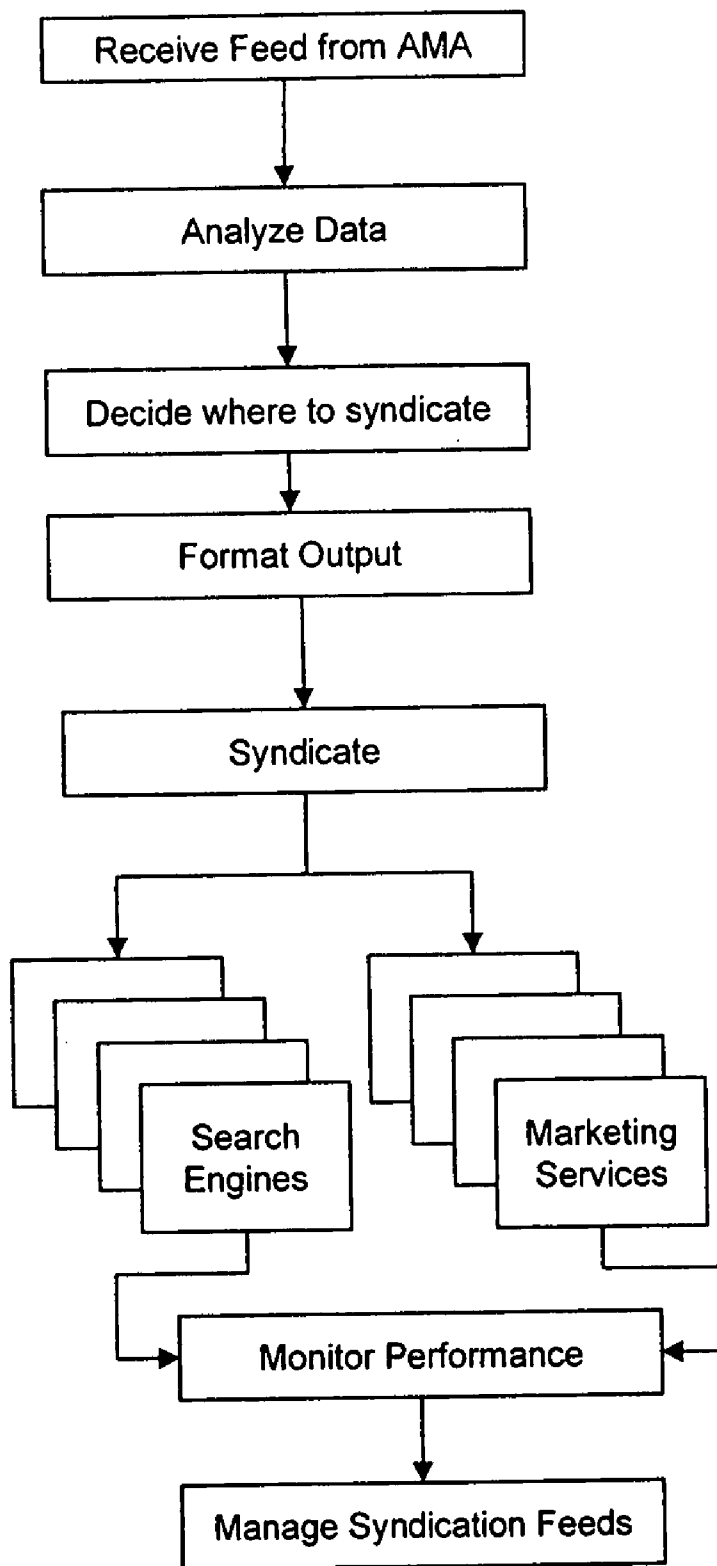 Receive Feed from AMA
Analyze Data
Decide where to syndicate
Format Output
Syndicate
Search
Engines
Marketing
Services
Monitor Performance
Manage Syndication Feeds